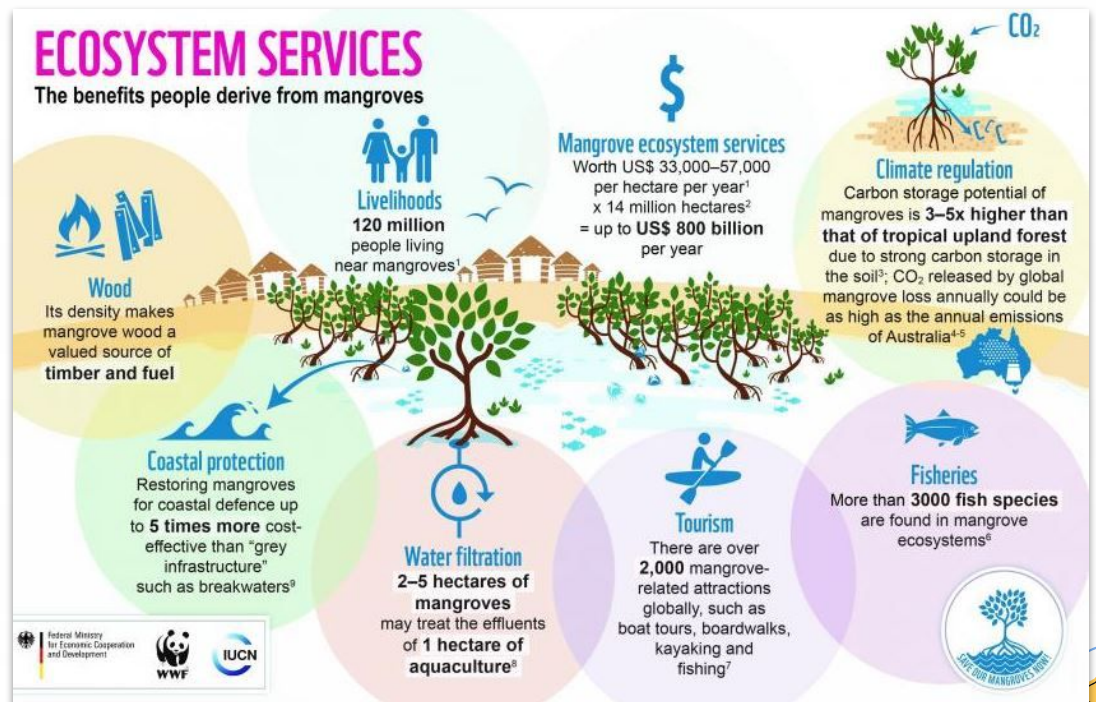 ECOSYSTEM SERVICES
The benefits people derive from mangroves
Wood
Its density makes
mangrove wood a
valued source of
timber and fuel
Livelihoods
120 million
people living
near mangroves¹
$
Mangrove ecosystem services
Worth US$ 33,000–57,000
per hectare per year¹
x 14 million hectares²
= up to US$ 800 billion
per year
CO₂
C C C
Climate regulation
Carbon storage potential of
mangroves is 3–5x higher than
that of tropical upland forest
due to strong carbon storage in
the soil³; CO₂ released by global
mangrove loss annually could be
as high as the annual emissions
of Australia⁴⁻⁵
Coastal protection
Restoring mangroves
for coastal defence up
to 5 times more cost-
effective than “grey
infrastructure”
such as breakwaters⁹
Water filtration
2–5 hectares of
mangroves
may treat the effluents
of 1 hectare of
aquaculture⁸
Tourism
There are over
2,000 mangrove-
related attractions
globally, such as
boat tours, boardwalks,
kayaking and
fishing⁷
Fisheries
More than 3000 fish species
are found in mangrove
ecosystems⁶
Federal Ministry
for Economic Cooperation
and Development
WWF
IUCN
SAVE OUR MANGROVES NOW!